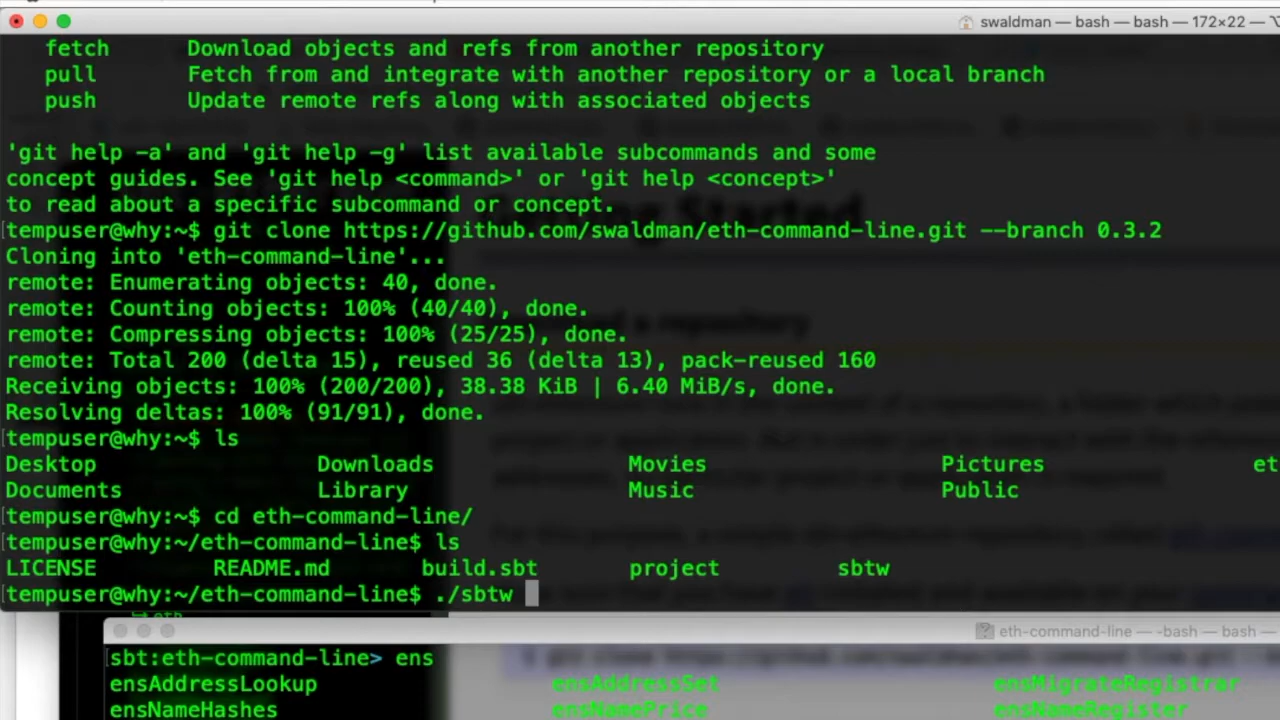 swaldman — bash — bash — 172×22 —
fetch Download objects and refs from another repository
pull Fetch from and integrate with another repository or a local branch
push Update remote refs along with associated objects
'git help -a' and 'git help -g' list available subcommands and some
concept guides. See 'git help <command>' or 'git help <concept>'
to read about a specific subcommand or concept.
[tempuser@why:~$ git clone https://github.com/swaldman/eth-command-line.git --branch 0.3.2
Cloning into 'eth-command-line'...
remote: Enumerating objects: 40, done.
remote: Counting objects: 100% (40/40), done.
remote: Compressing objects: 100% (25/25), done.
remote: Total 200 (delta 15), reused 36 (delta 13), pack-reused 160
Receiving objects: 100% (200/200), 38.38 KiB | 6.40 MiB/s, done.
Resolving deltas: 100% (91/91), done.
[tempuser@why:~$ ls
Desktop Downloads Movies Pictures et
Documents Library Music Public
[tempuser@why:~$ cd eth-command-line/
[tempuser@why:~/eth-command-line$ ls
LICENSE README.md build.sbt project sbtw
[tempuser@why:~/eth-command-line$ ./sbtw
eth-command-line — -bash — bash —
[sbt:eth-command-line> ens
ensAddressLookup ensAddressSet ensMigrateRegistrar
ensNameHashes ensNamePrice ensNameRegister
Getting Started